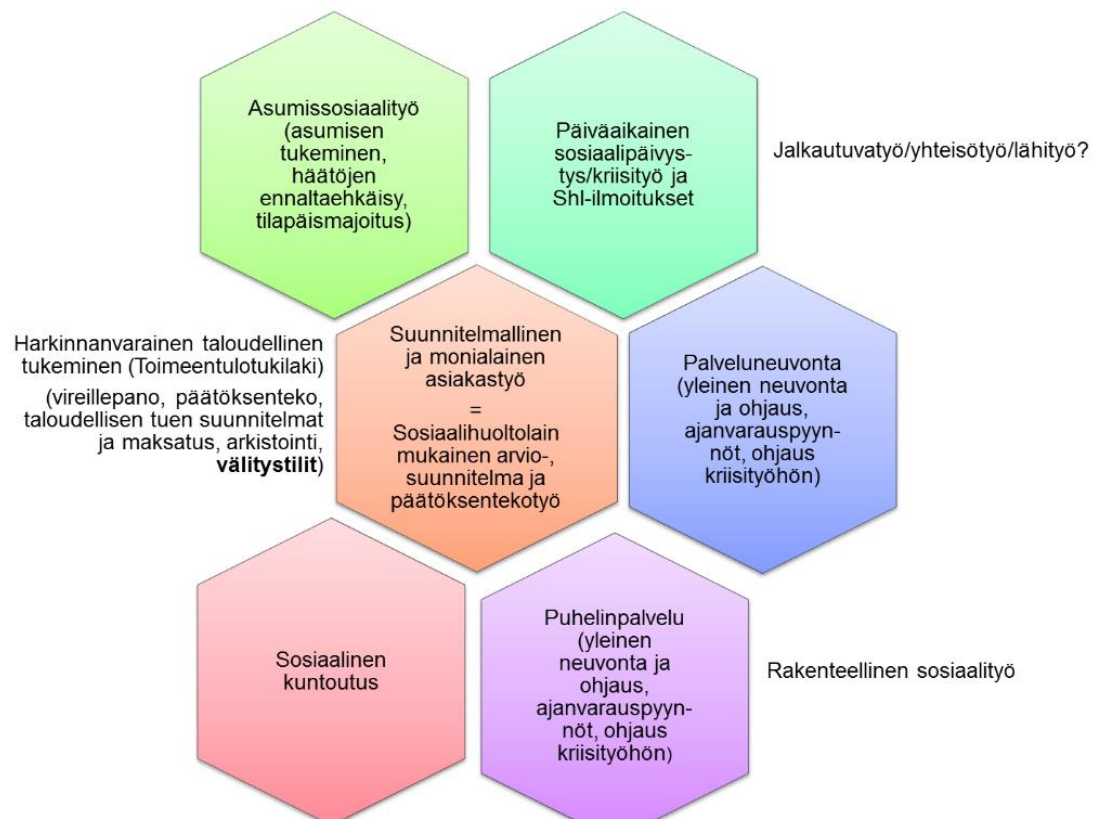 Asumissosiaalityö
(asumisen
tukeminen,
häätöjen
ennaltaehkäisy,
tilapäismajoitus)
Päiväaikainen
sosiaalipäivys-
tys/kriisityö ja
Shl-ilmoitukset
Jalkautuvatyö/yhteisötyö/lähityö?
Harkinnanvarainen taloudellinen
tukeminen (Toimeentulotukilaki)
(vireillepano, päätöksenteko,
taloudellisen tuen suunnitelmat
ja maksatus, arkistointi,
välitystilit)
Suunnitelmallinen
ja monialainen
asiakastyö
=
Sosiaalihuoltolain
mukainen arvio-,
suunnitelma ja
päätöksentekotyö
Palveluneuvonta
(yleinen neuvonta
ja ohjaus,
ajanvarauspyyn-
nöt, ohjaus
kriisityöhön)
Sosiaalinen
kuntoutus
Puhelinpalvelu
(yleinen
neuvonta ja
ohjaus,
ajanvarauspyyn-
nöt, ohjaus
kriisityöhön)
Rakenteellinen sosiaalityö